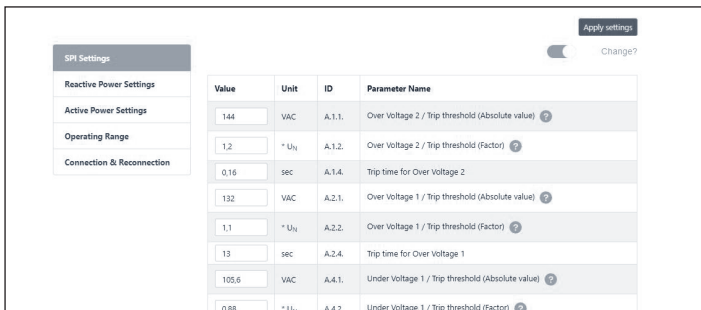 Apply settings
Change?
SPI Settings
Reactive Power Settings
Active Power Settings
Operating Range
Connection & Reconnection
Value Unit ID Parameter Name
144 VAC A.1.1. Over Voltage 2 / Trip threshold (Absolute value) ?
1,2 * UN A.1.2. Over Voltage 2 / Trip threshold (Factor) ?
0,16 sec A.1.4. Trip time for Over Voltage 2
132 VAC A.2.1. Over Voltage 1 / Trip threshold (Absolute value) ?
1,1 * UN A.2.2. Over Voltage 1 / Trip threshold (Factor) ?
13 sec A.2.4. Trip time for Over Voltage 1
105,6 VAC A.4.1. Under Voltage 1 / Trip threshold (Absolute value) ?
0,88 * UN A.4.2. Under Voltage 1 / Trip threshold (Factor) ?